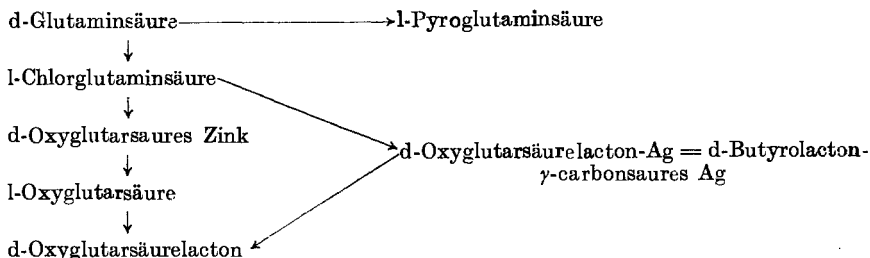 d-Glutaminsäure l-Pyroglutaminsäure
l-Chlorglutaminsäure
d-Oxyglutarsaures Zink
d-Oxyglutarsäurelacton-Ag = d-Butyrolacton-
γ-carbonsaures Ag
l-Oxyglutarsäure
d-Oxyglutarsäurelacton